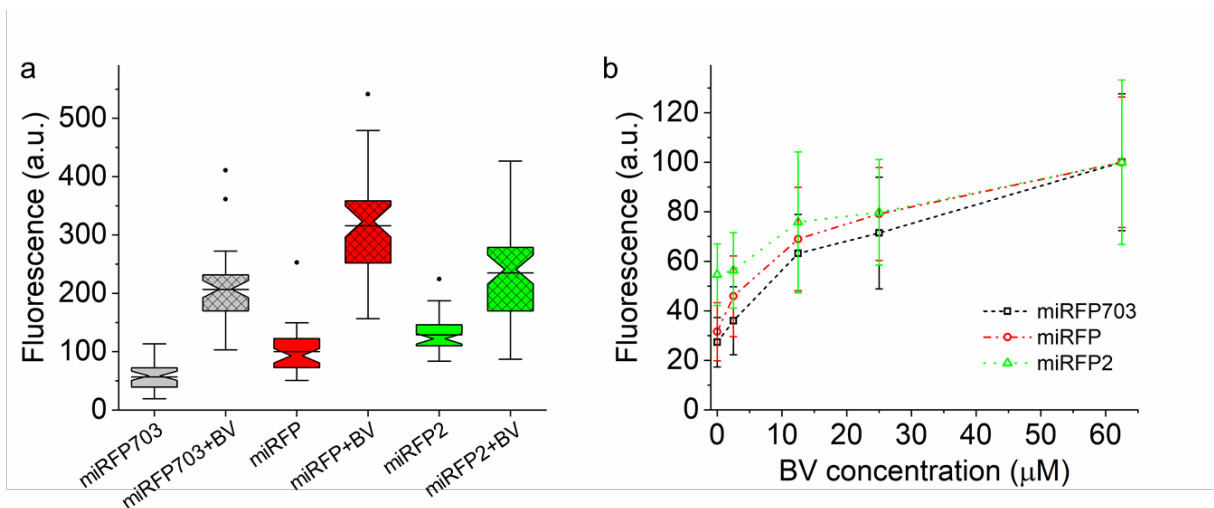 a
Fluorescence (a.u.)
500
400
300
200
100
0
miRFP703
miRFP703+BV
miRFP
miRFP+BV
miRFP2
miRFP2+BV
b
Fluorescence (a.u.)
120
100
80
60
40
20
0
0 10 20 30 40 50 60
BV concentration (μM)
miRFP703
miRFP
miRFP2